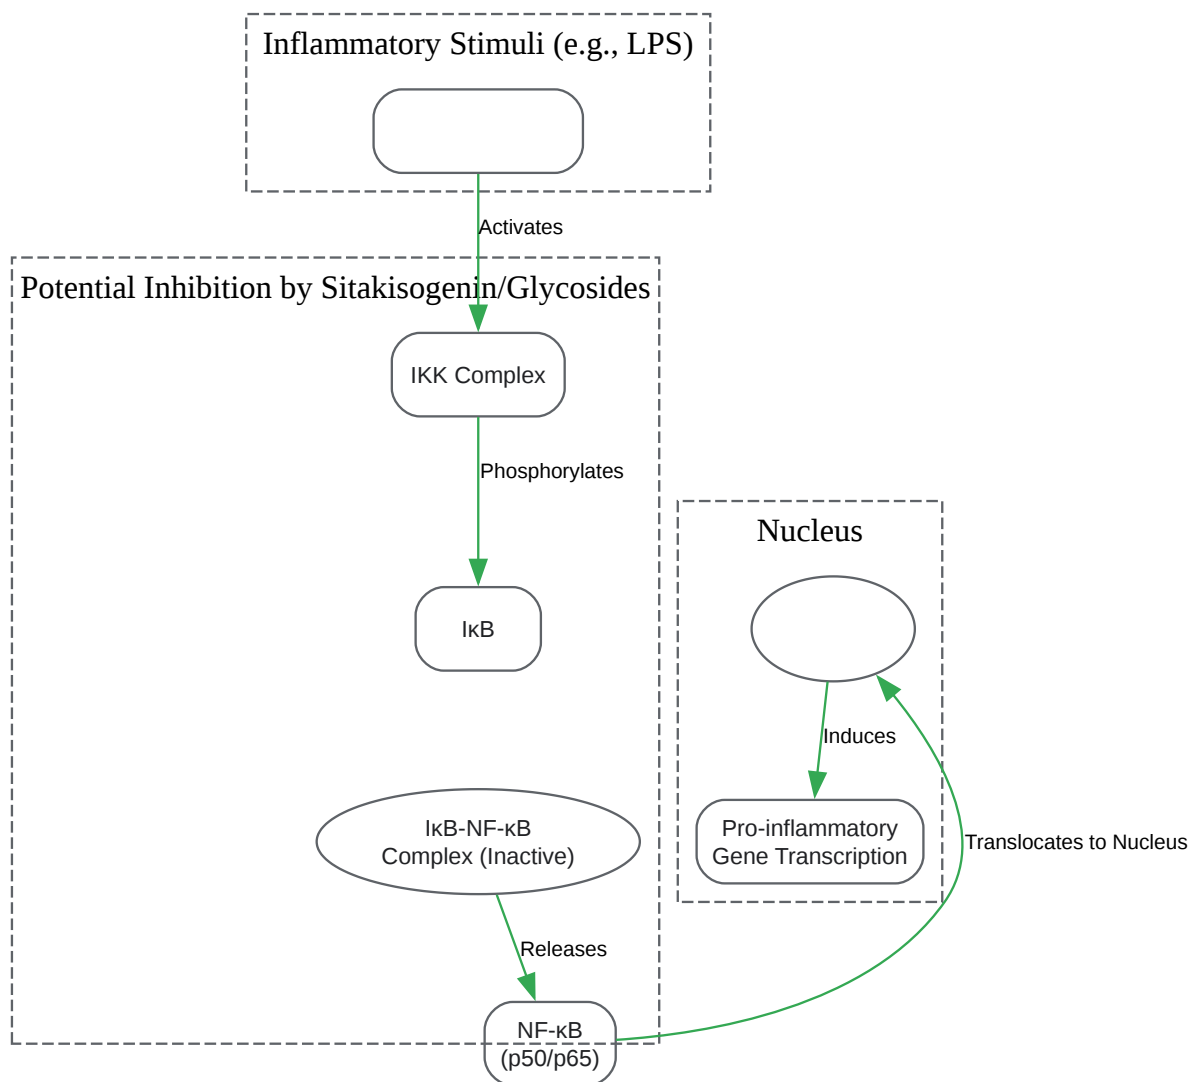 Inflammatory Stimuli (e.g., LPS)
Activates
Potential Inhibition by Sitakisogenin/Glycosides
IKK Complex
Phosphorylates
IκB
Nucleus
Induces
IκB-NF-κB
Complex (Inactive)
Pro-inflammatory
Gene Transcription
Translocates to Nucleus
Releases
NF-κB
(p50/p65)